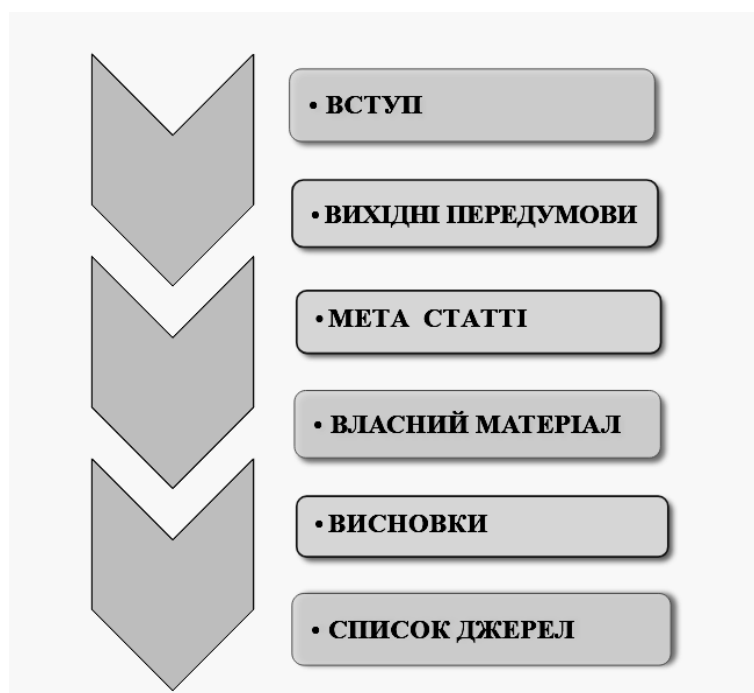 • ВСТУП
• ВИХІДНІ ПЕРЕДУМОВИ
• МЕТА СТАТТІ
• ВЛАСНИЙ МАТЕРІАЛ
• ВИСНОВКИ
• СПИСОК ДЖЕРЕЛ